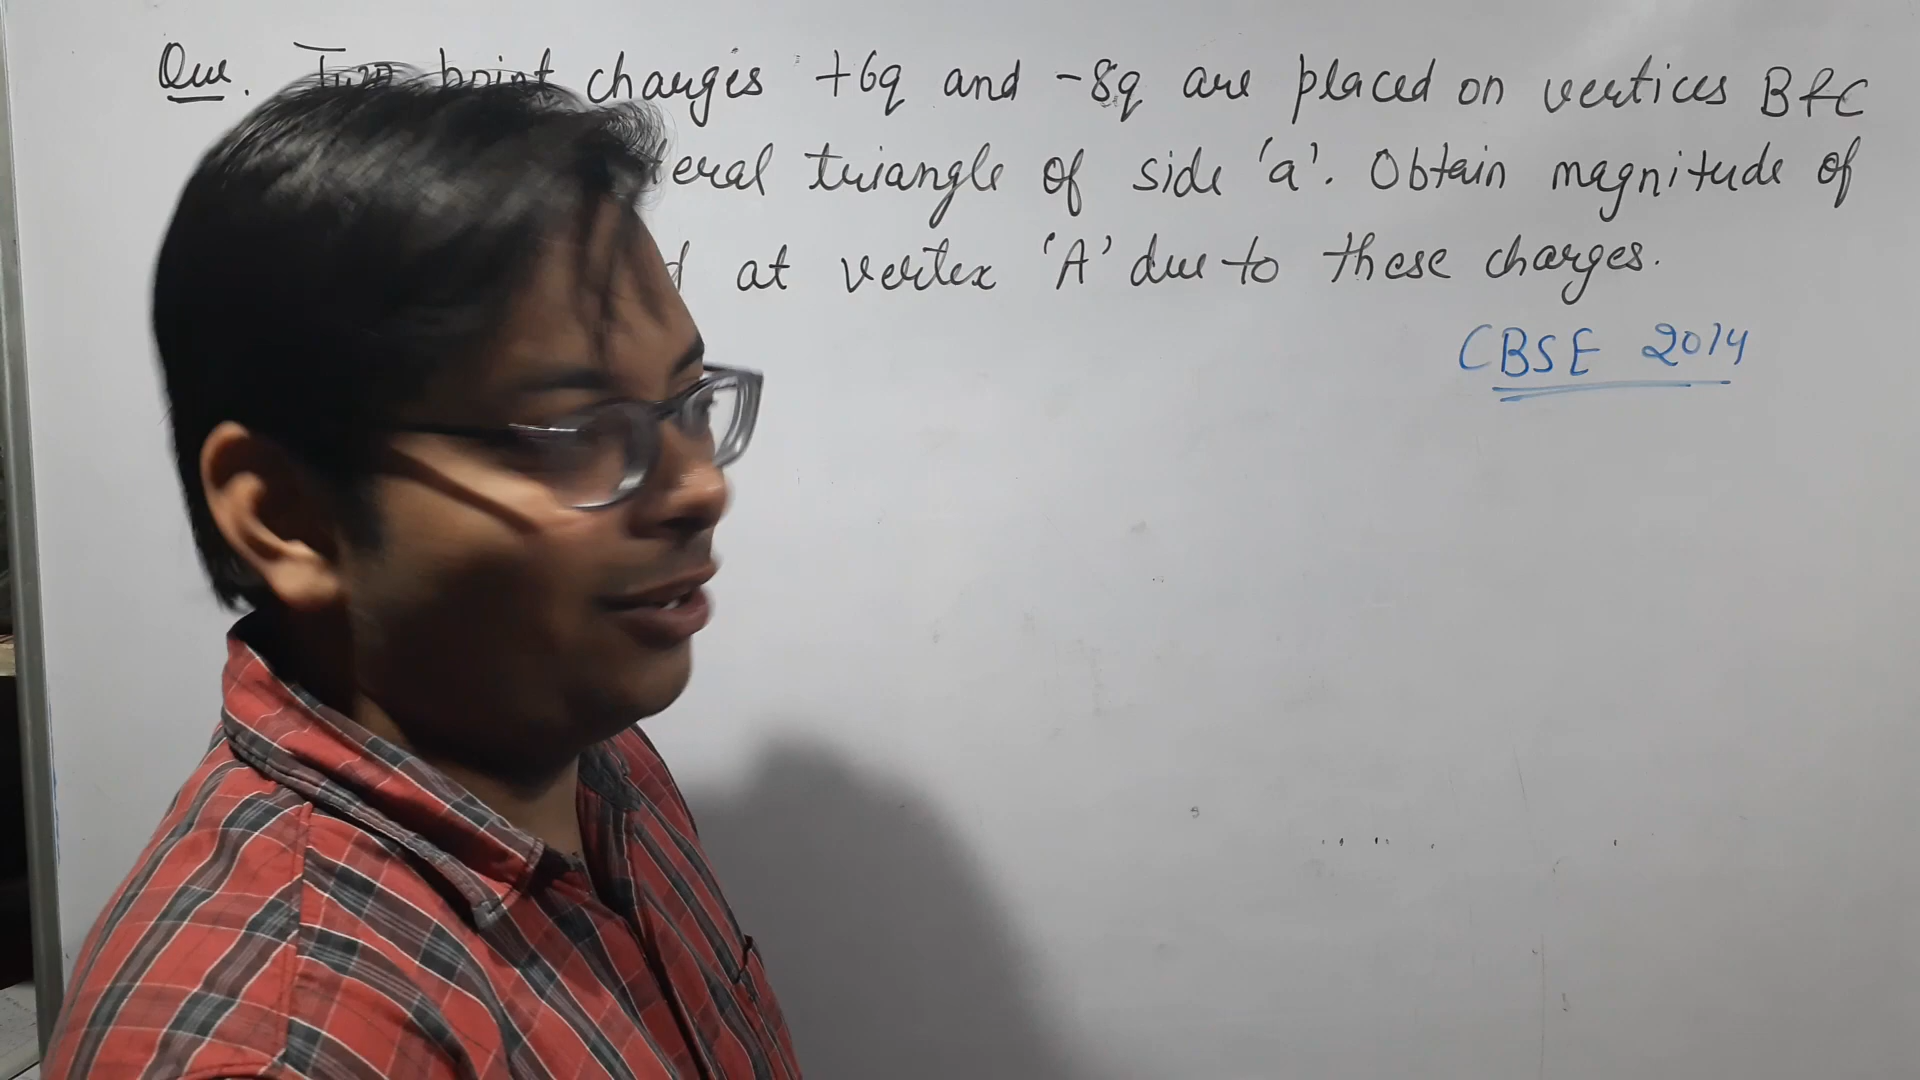 Que. Two point charges +6q and -8q are placed on vertices B & C
teral triangle of side 'a'. Obtain magnitude of
d at vertex 'A' due to these charges.
CBSE 2014